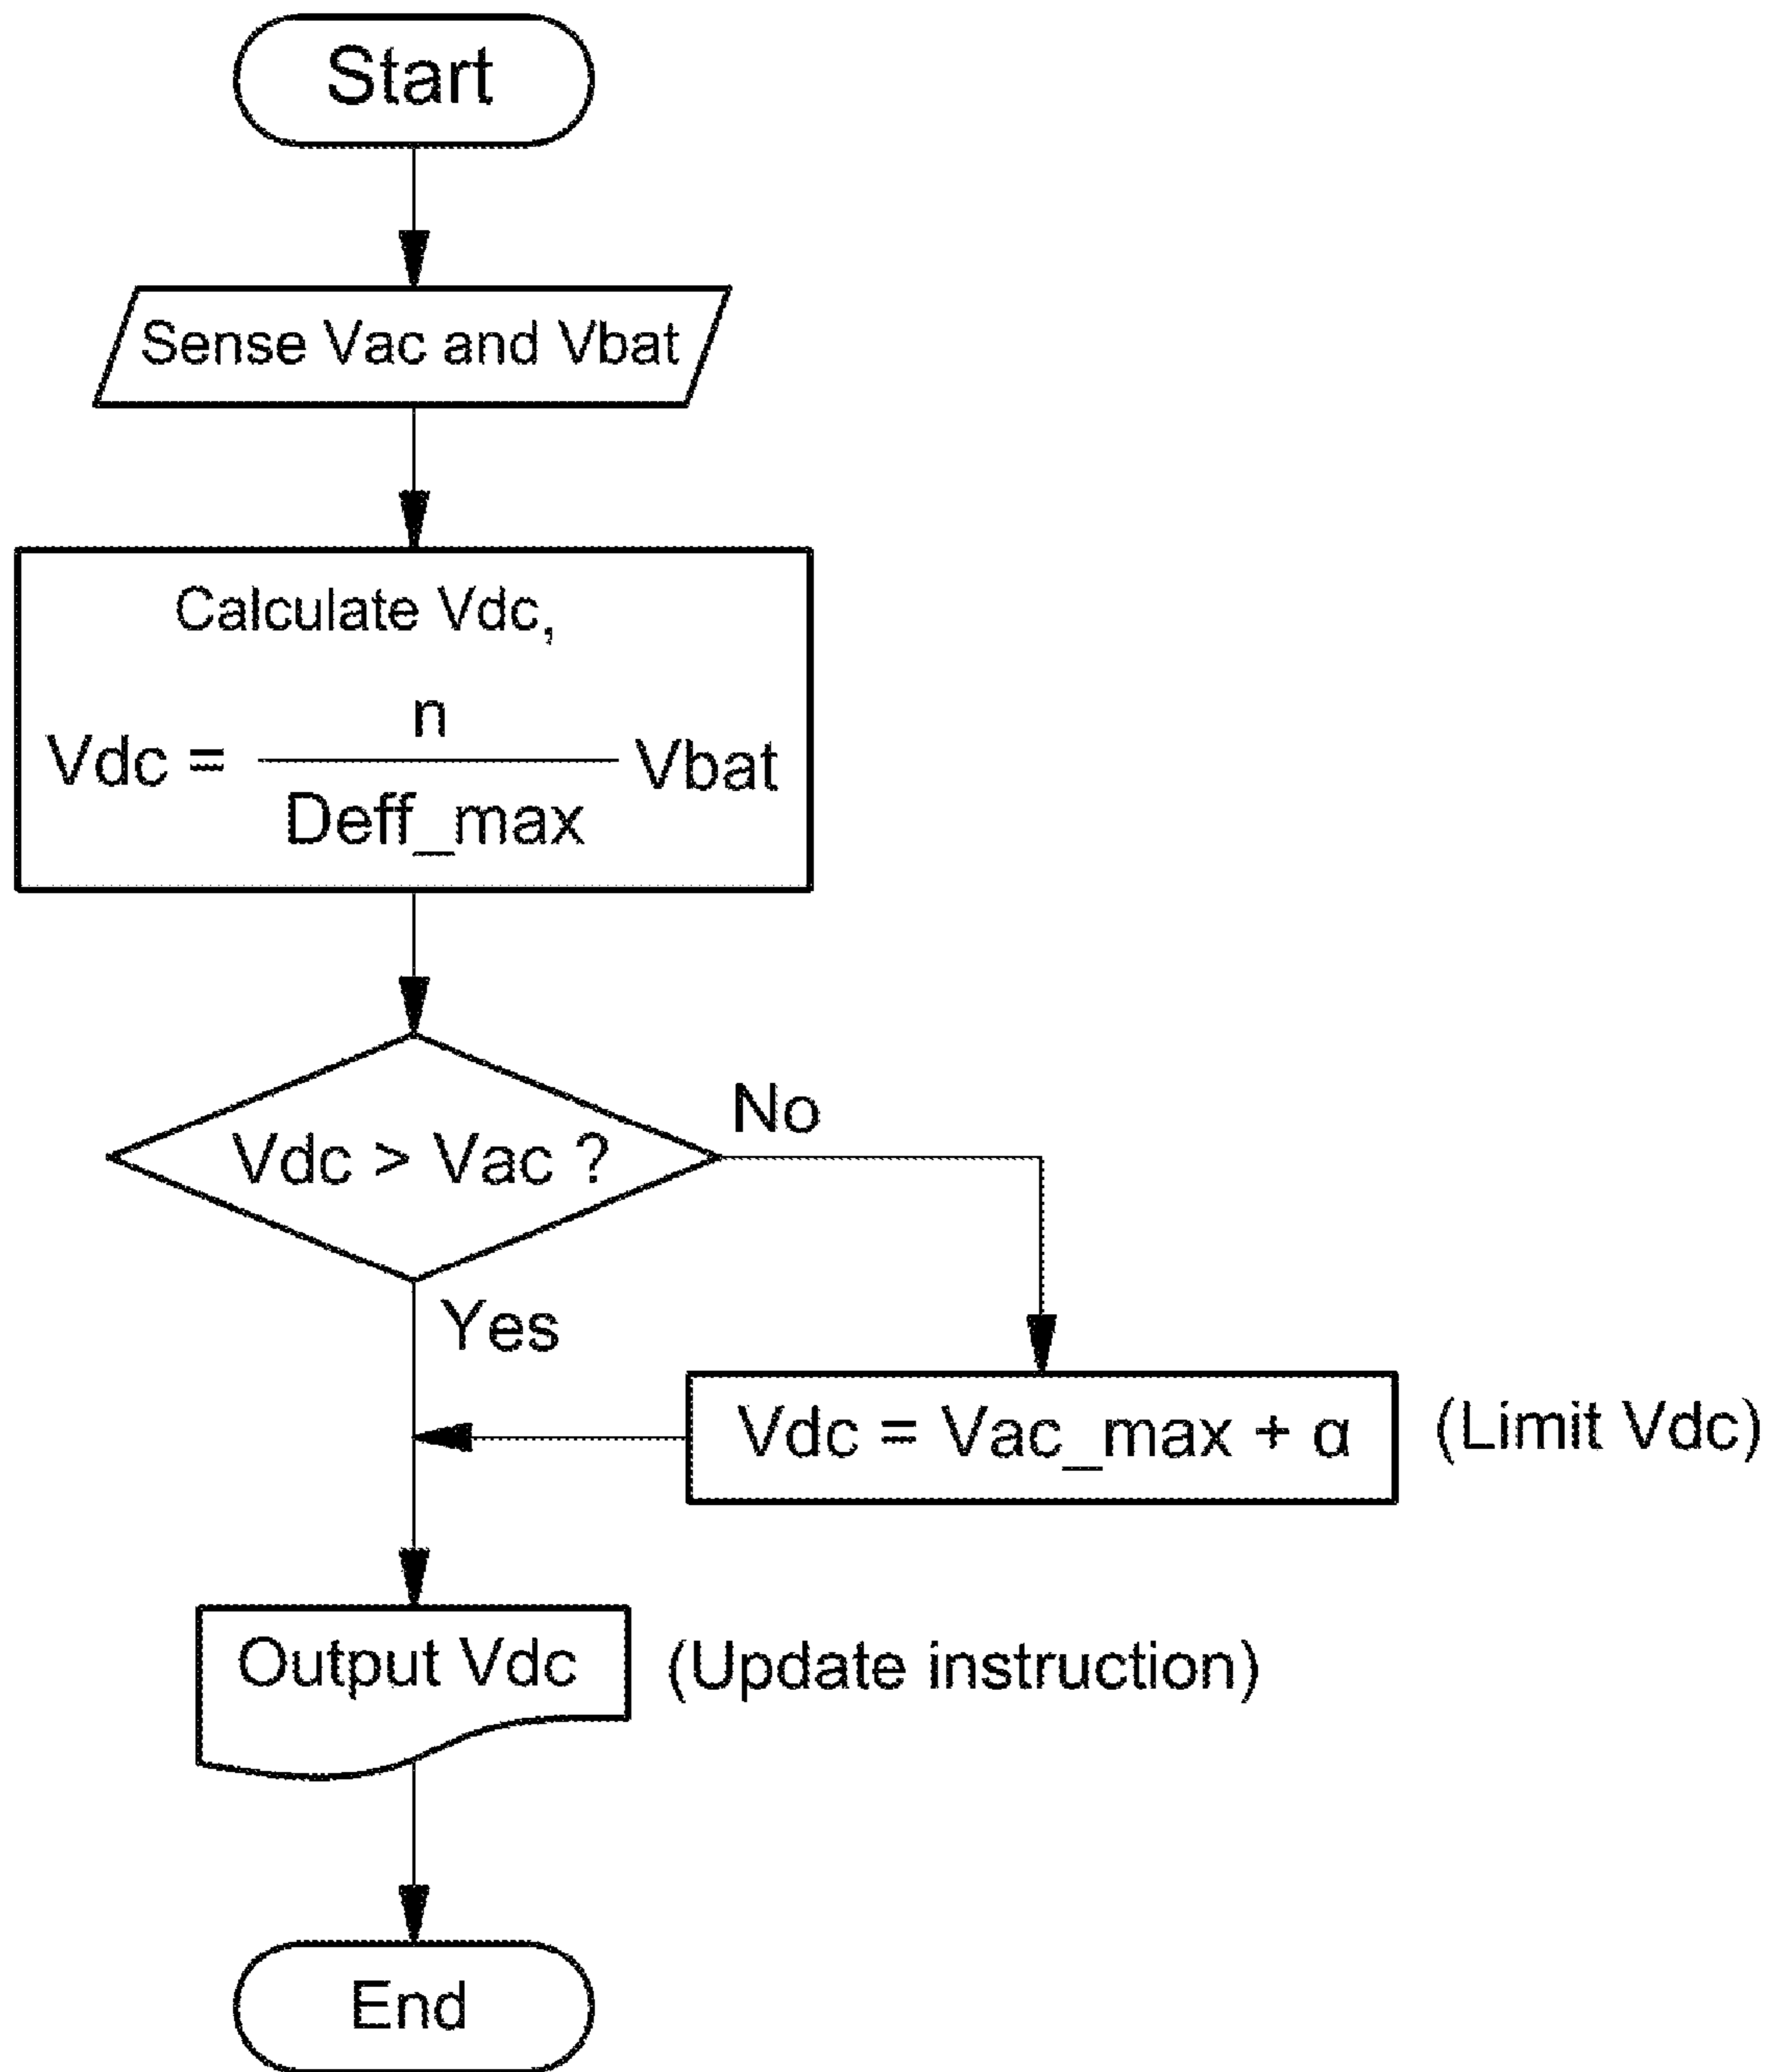 Start
Sense Vac and Vbat
Calculate Vdc,
n
Vdc = Vbat
Deff_max
Vdc > Vac ?
No
Yes
Vdc = Vac_max + α
(Limit Vdc)
Output Vdc
(Update instruction)
End